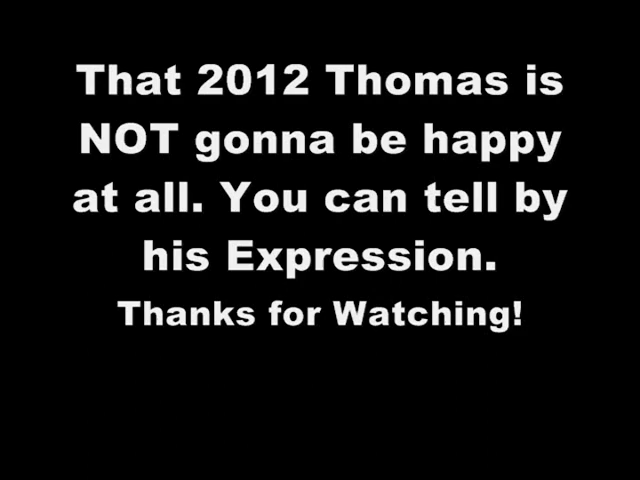 That 2012 Thomas is
NOT gonna be happy
at all. You can tell by
his Expression.
Thanks for Watching!